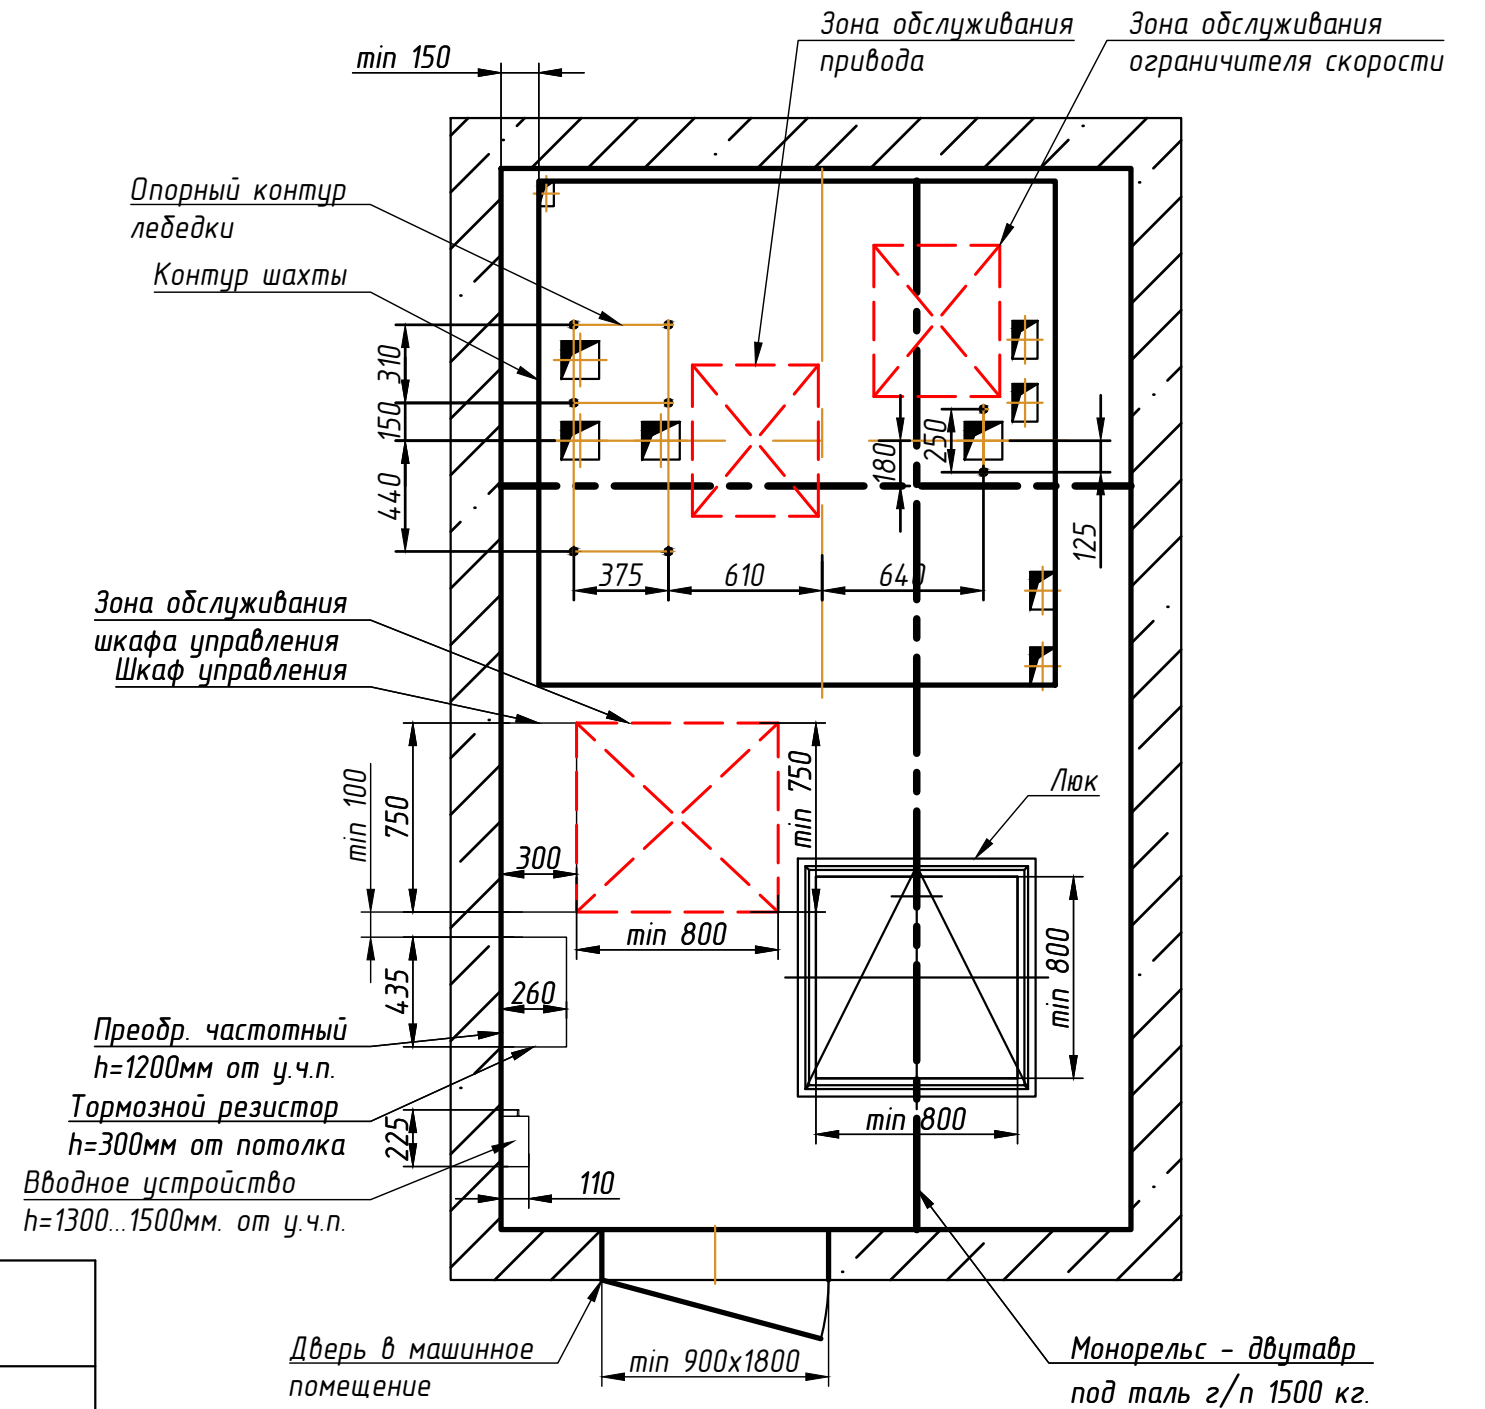 Зона обслуживания
привода
Зона обслуживания
ограничителя скорости
min 150
Опорный контур
лебедки
Контур шахты
310
150
440
180
250
125
375
610
640
Зона обслуживания
шкафа управления
Шкаф управления
min 100
750
300
min 750
min 800
Люк
435
260
min 800
min 800
Преобр. частотный
h=1200мм от у.ч.п.
Тормозной резистор
h=300мм от потолка
225
Вводное устройство
h=1300...1500мм. от у.ч.п.
110
Дверь в машинное
помещение
min 900x1800
Монорельс - двутавр
под таль г/п 1500 кг.